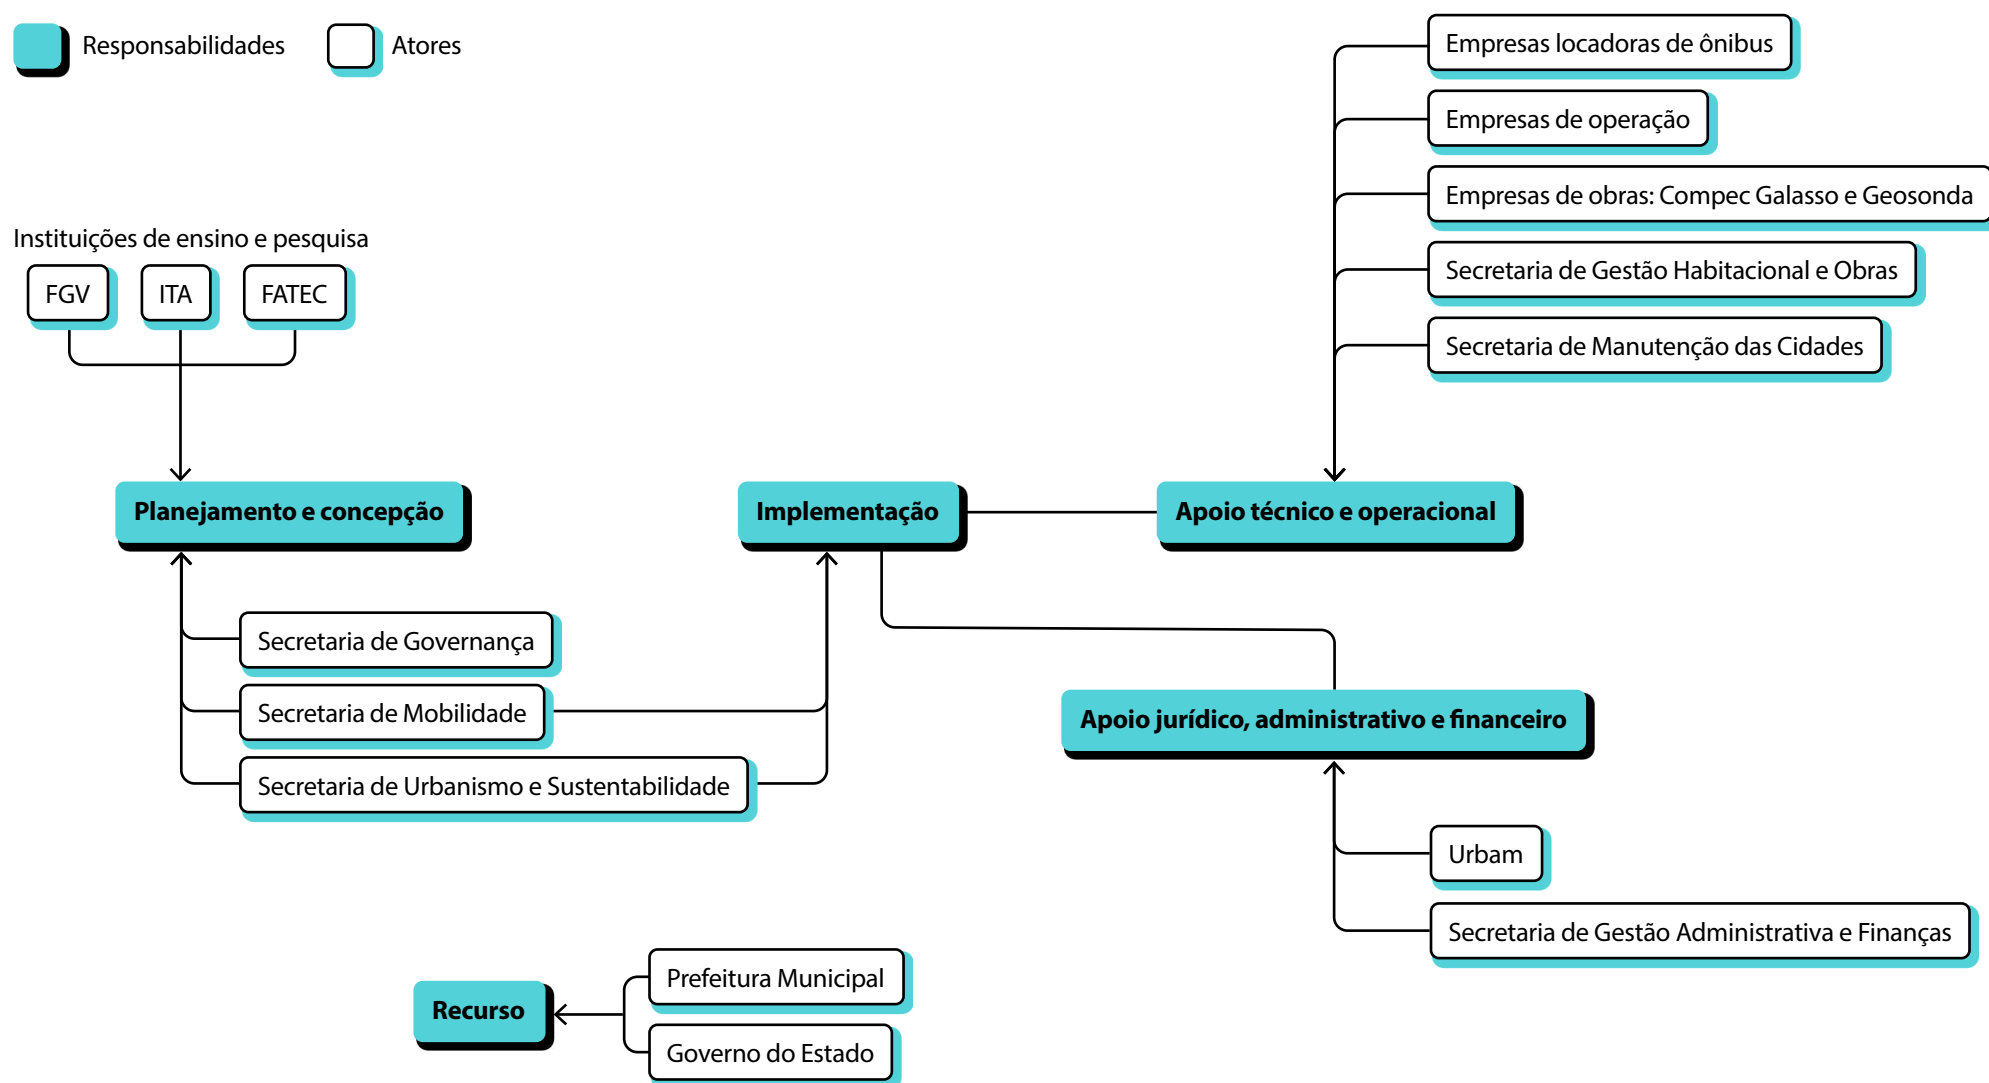 Responsabilidades
Atores
Empresas locadoras de ônibus
Empresas de operação
Empresas de obras: Compec Galasso e Geosonda
Secretaria de Gestão Habitacional e Obras
Secretaria de Manutenção das Cidades
Instituições de ensino e pesquisa
FGV
ITA
FATEC
Planejamento e concepção
Implementação
Apoio técnico e operacional
Secretaria de Governança
Secretaria de Mobilidade
Secretaria de Urbanismo e Sustentabilidade
Apoio jurídico, administrativo e financeiro
Urbam
Secretaria de Gestão Administrativa e Finanças
Recurso
Prefeitura Municipal
Governo do Estado